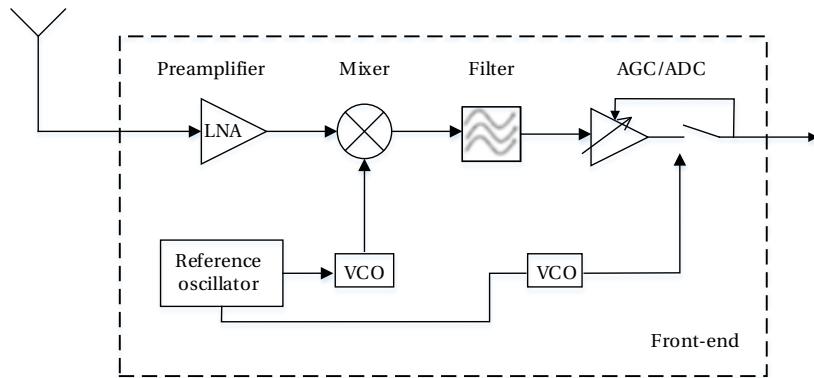 Preamplifier
Mixer
Filter
AGC/ADC
LNA
Reference
oscillator
VCO
VCO
Front-end